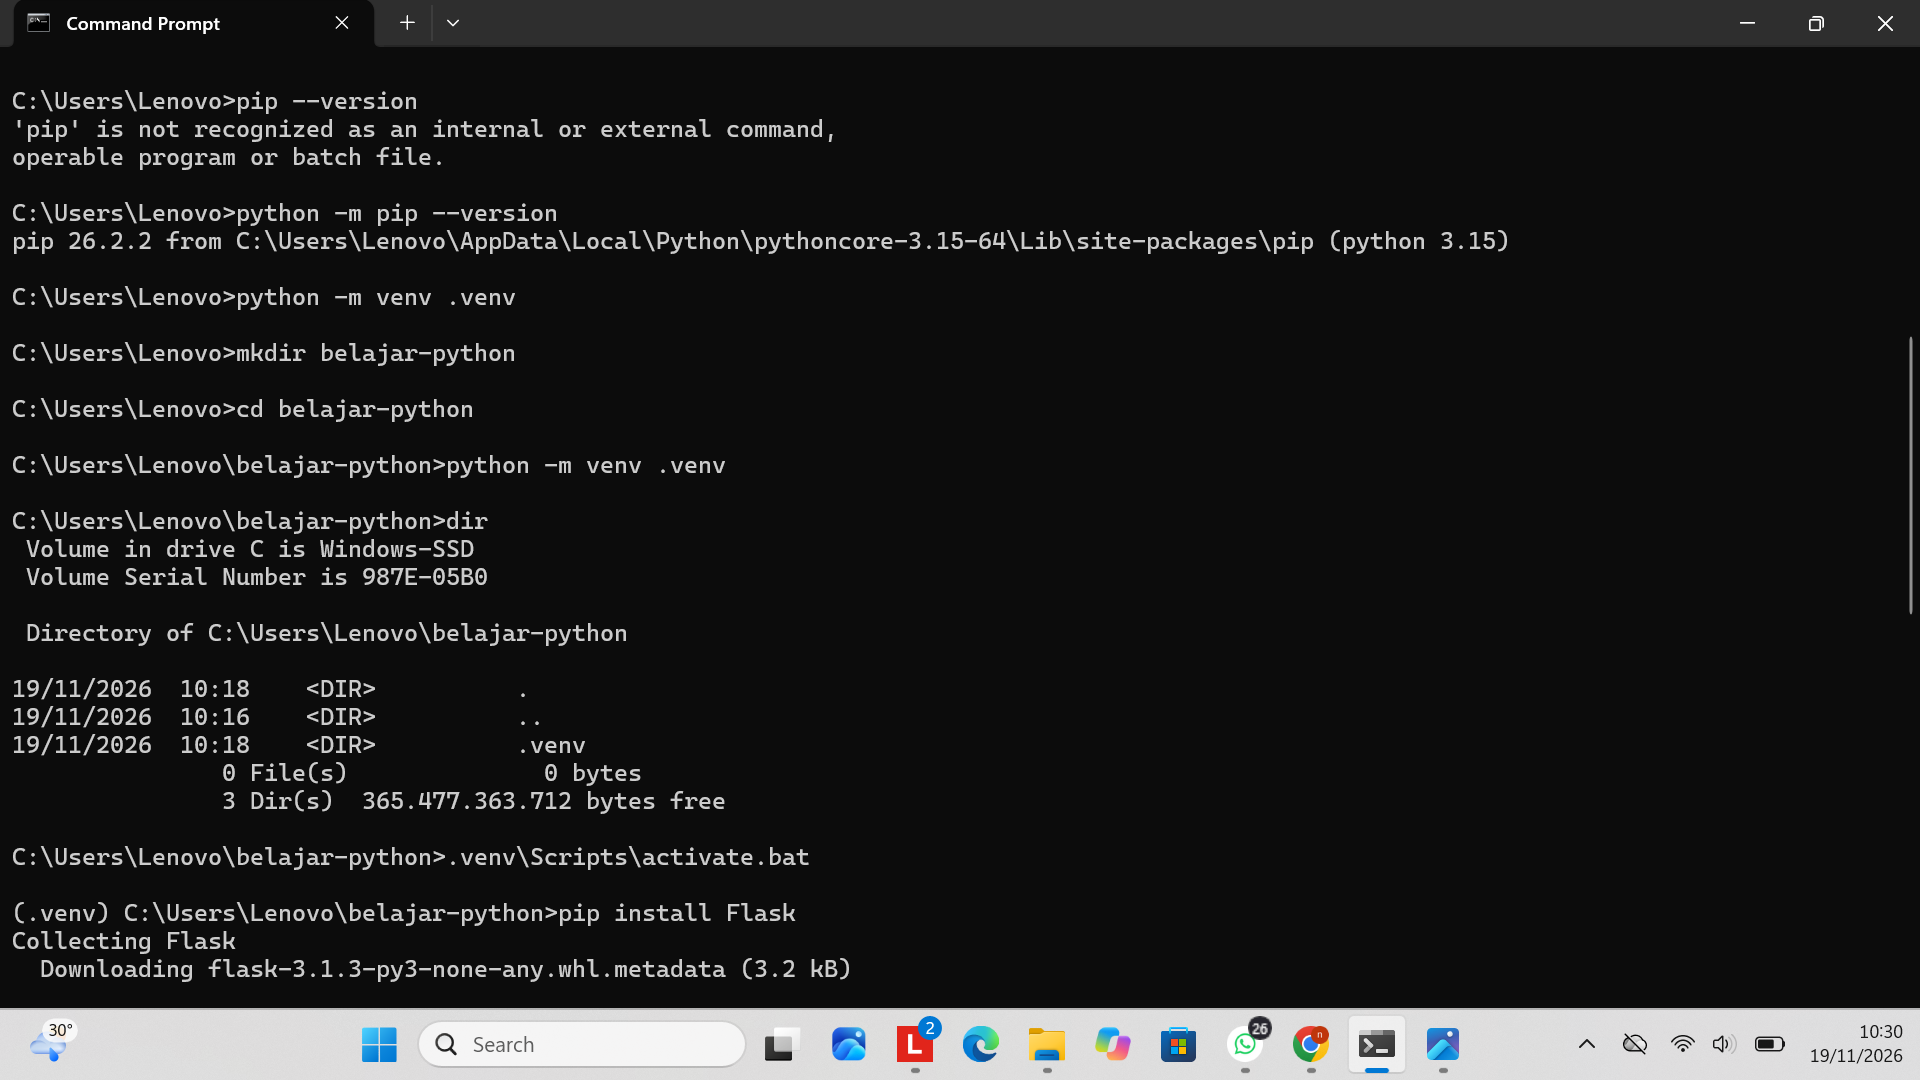 Command Prompt
C:\Users\Lenovo>pip --version
'pip' is not recognized as an internal or external command,
operable program or batch file.
C:\Users\Lenovo>python -m pip --version
pip 26.2.2 from C:\Users\Lenovo\AppData\Local\Python\pythoncore-3.15-64\Lib\site-packages\pip (python 3.15)
C:\Users\Lenovo>python -m venv .venv
C:\Users\Lenovo>mkdir belajar-python
C:\Users\Lenovo>cd belajar-python
C:\Users\Lenovo\belajar-python>python -m venv .venv
C:\Users\Lenovo\belajar-python>dir
 Volume in drive C is Windows-SSD
 Volume Serial Number is 987E-05B0
 Directory of C:\Users\Lenovo\belajar-python
19/11/2026  10:18    <DIR>          .
19/11/2026  10:16    <DIR>          ..
19/11/2026  10:18    <DIR>          .venv
               0 File(s)              0 bytes
               3 Dir(s)  365.477.363.712 bytes free
C:\Users\Lenovo\belajar-python>.venv\Scripts\activate.bat
(.venv) C:\Users\Lenovo\belajar-python>pip install Flask
Collecting Flask
  Downloading flask-3.1.3-py3-none-any.whl.metadata (3.2 kB)
30°
Search
L
2
26
n
10:30
19/11/2026